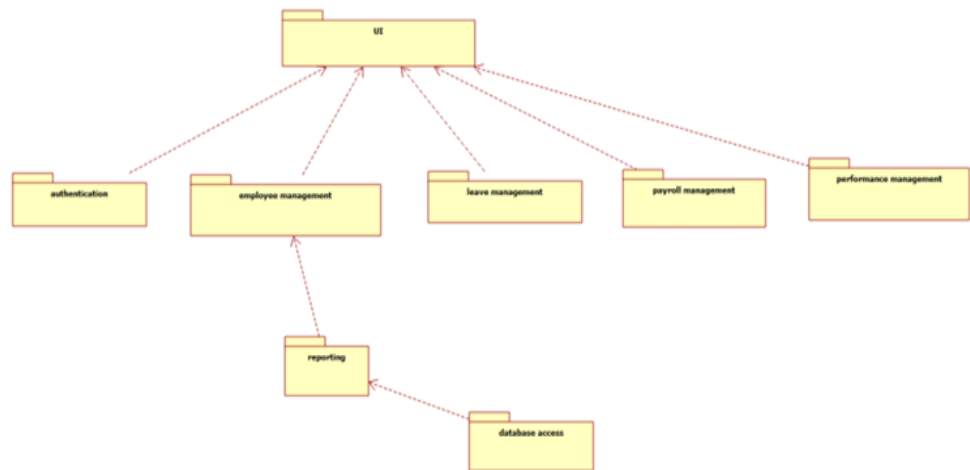 UI
authentication
employee management
leave management
payroll management
performance management
reporting
database access